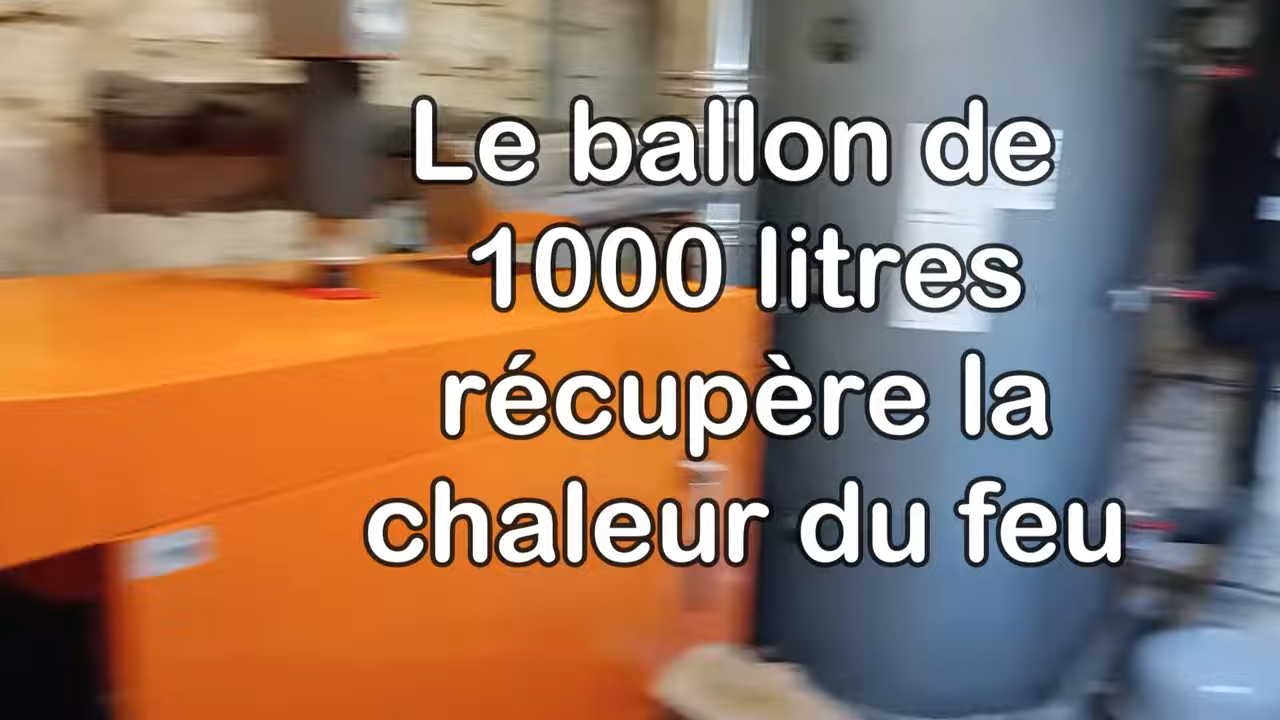 Le ballon de
1000 litres
récupère la
chaleur du feu